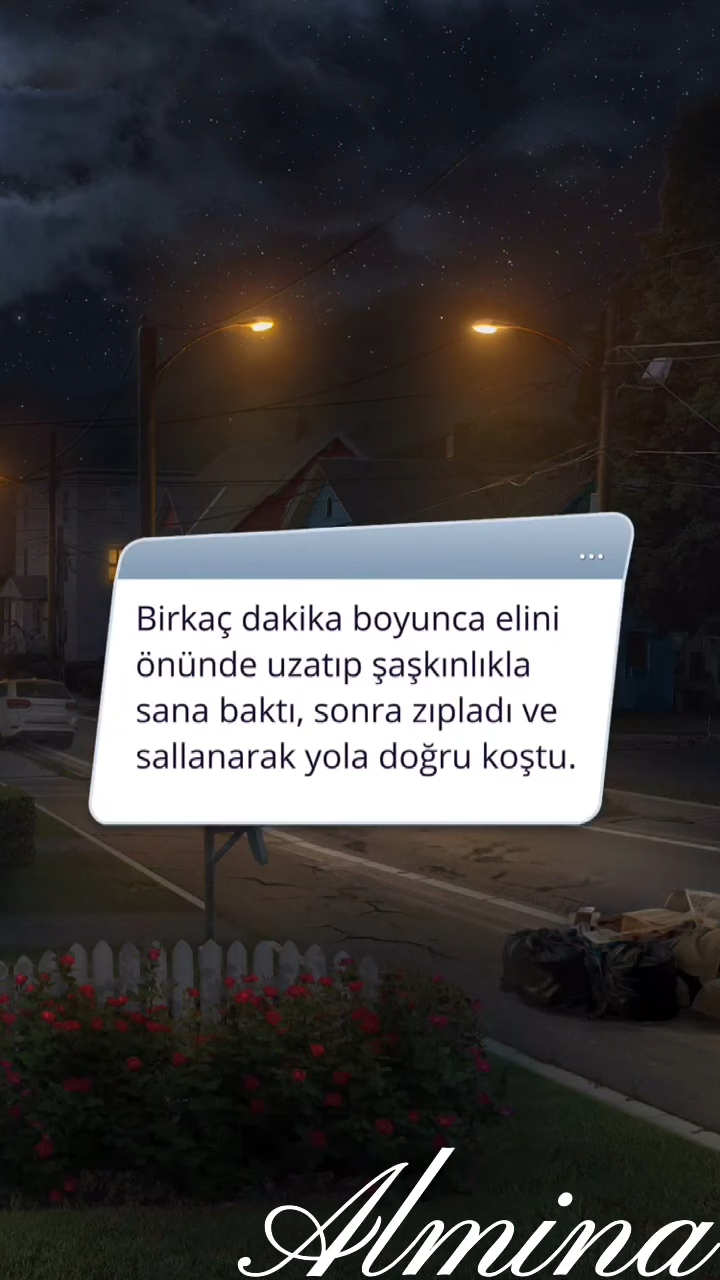 ...
Birkaç dakika boyunca elini
önünde uzatıp şaşkınlıkla
sana baktı, sonra zıpladı ve
sallanarak yola doğru koştu.
Almina